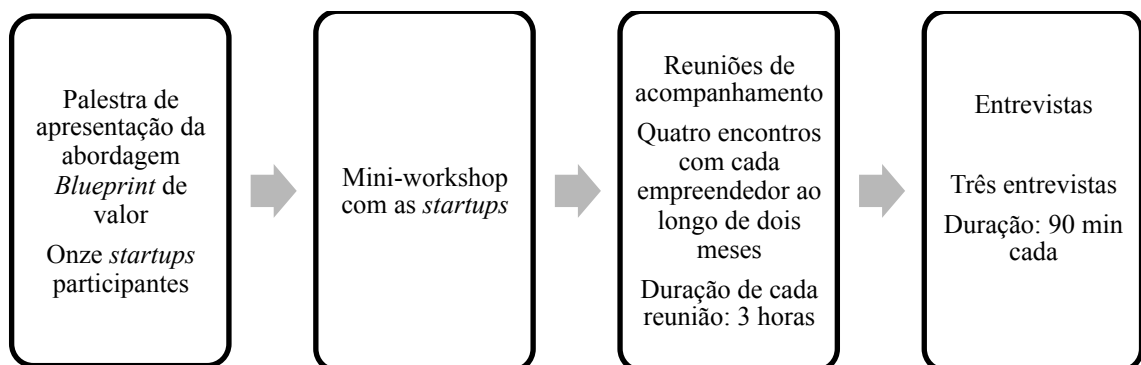 Palestra de
apresentação da
abordagem
Blueprint de
valor
Onze startups
participantes
Mini-workshop
com as startups
Reuniões de
acompanhamento
Quatro encontros
com cada
empreendedor ao
longo de dois
meses
Duração de cada
reunião: 3 horas
Entrevistas
Três entrevistas
Duração: 90 min
cada